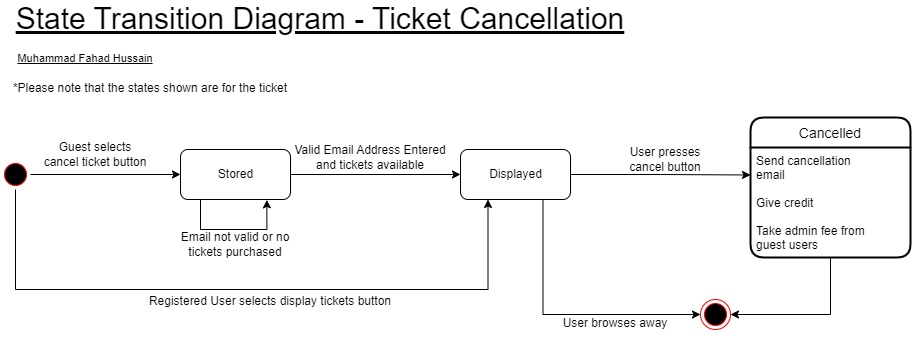 State Transition Diagram - Ticket Cancellation
Muhammad Fahad Hussain
*Please note that the states shown are for the ticket
Guest selects
cancel ticket button
Stored
Email not valid or no
tickets purchased
Valid Email Address Entered
and tickets available
Displayed
User presses
cancel button
Cancelled
Send cancellation
email
Give credit
Take admin fee from
guest users
Registered User selects display tickets button
User browses away